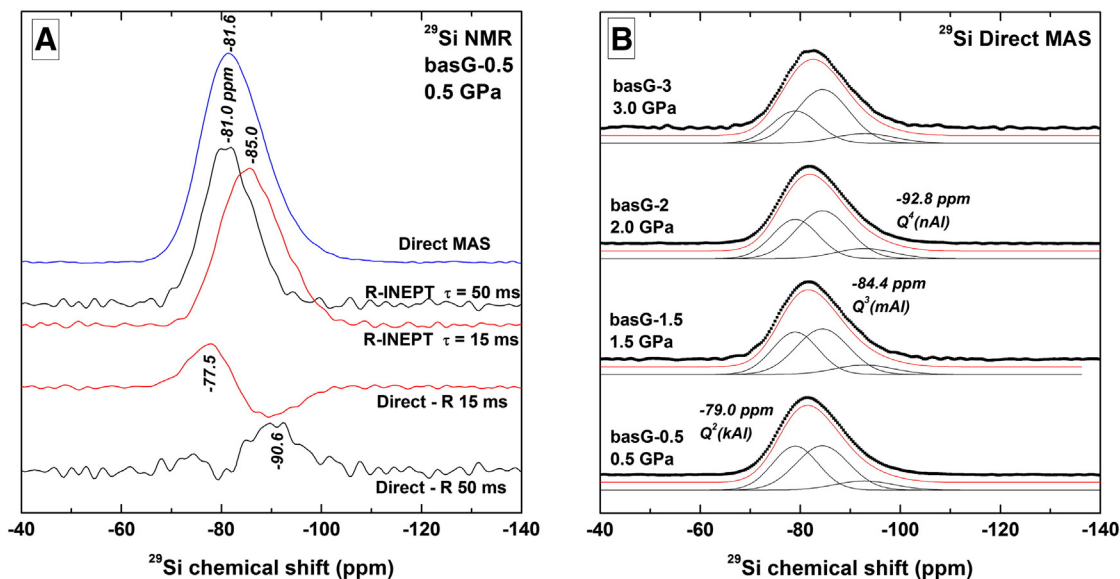 A
²⁹Si NMR
basG-0.5
0.5 GPa
-81.6
-81.0 ppm
-85.0
Direct MAS
R-INEPT τ = 50 ms
R-INEPT τ = 15 ms
-77.5
Direct - R 15 ms
-90.6
Direct - R 50 ms
-40 -60 -80 -100 -120 -140
²⁹Si chemical shift (ppm)
B
²⁹Si Direct MAS
basG-3
3.0 GPa
basG-2
2.0 GPa
-92.8 ppm
Q⁴(nAl)
-84.4 ppm
Q³(mAl)
basG-1.5
1.5 GPa
-79.0 ppm
Q²(kAl)
basG-0.5
0.5 GPa
-40 -60 -80 -100 -120 -140
²⁹Si chemical shift (ppm)